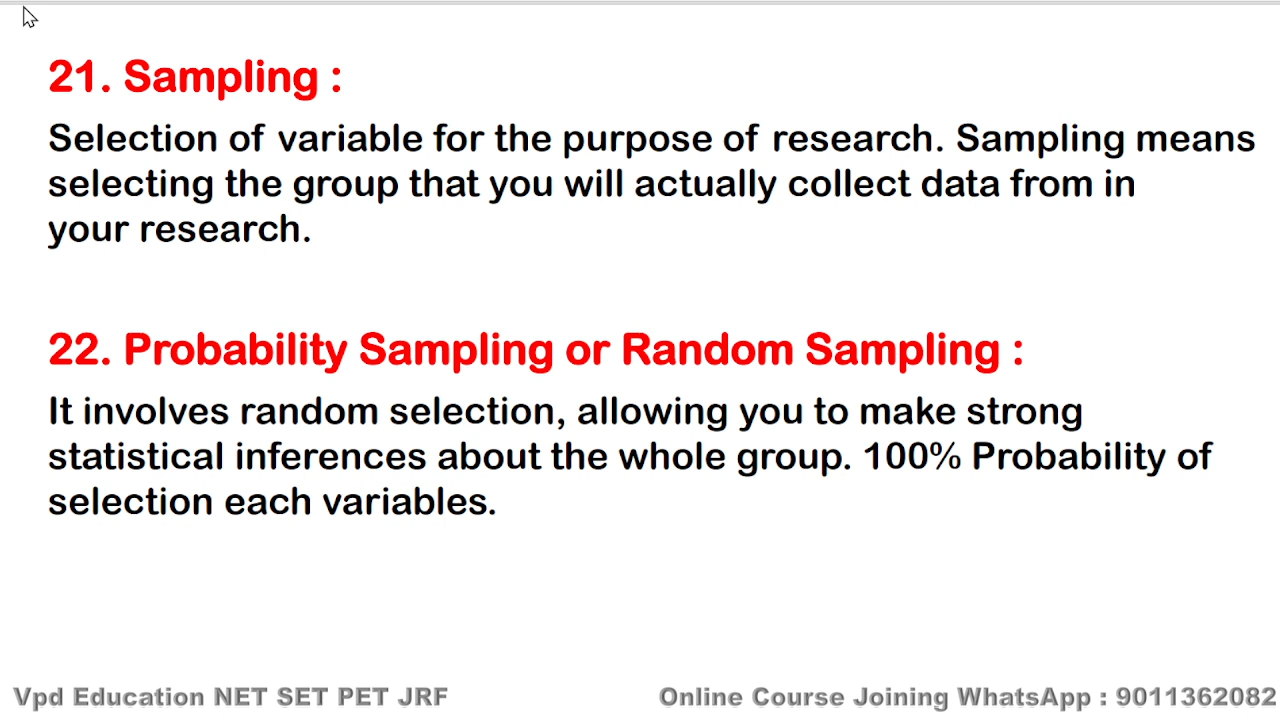 21. Sampling :
Selection of variable for the purpose of research. Sampling means
selecting the group that you will actually collect data from in
your research.
22. Probability Sampling or Random Sampling :
It involves random selection, allowing you to make strong
statistical inferences about the whole group. 100% Probability of
selection each variables.
Vpd Education NET SET PET JRF
Online Course Joining WhatsApp : 9011362082